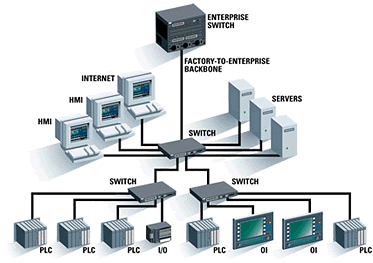 ENTERPRISE
SWITCH
FACTORY-TO-ENTERPRISE
BACKBONE
INTERNET
HMI
HMI
SERVERS
SWITCH
SWITCH
SWITCH
PLC
PLC
PLC
I/O
PLC
OI
OI
PLC